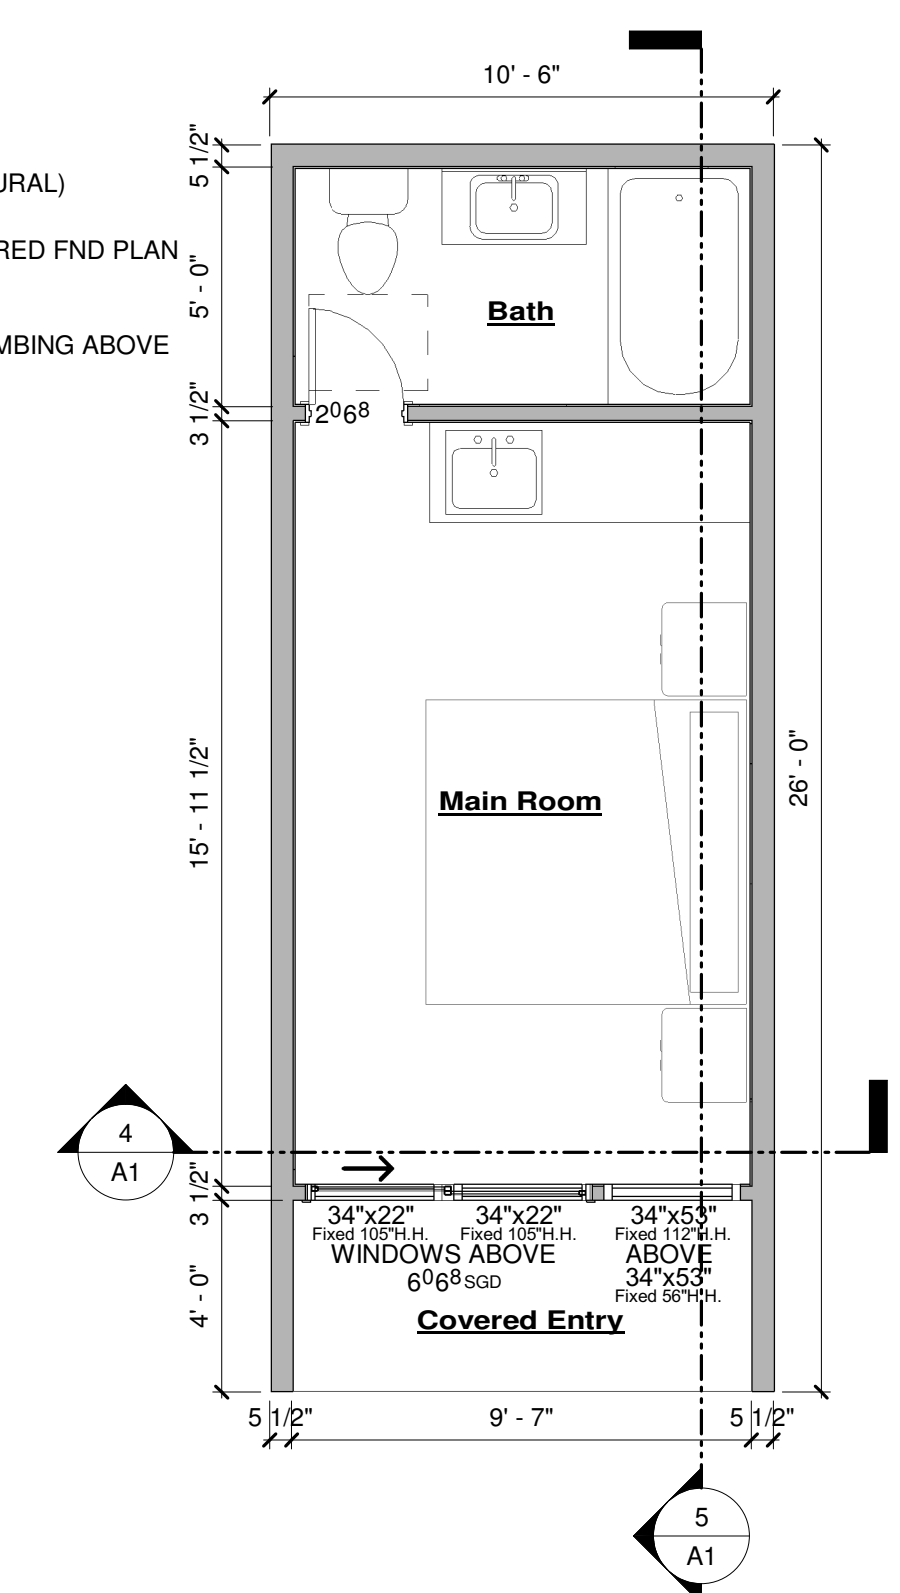 10' - 6"
5 1/2"
URAL)
RED FND PLAN
5' - 0"
Bath
MBING ABOVE
3 1/2"
2068
15' - 11 1/2"
Main Room
26' - 0"
4
A1
3 1/2"
34"x22"
Fixed 105"H.H.
34"x22"
Fixed 105"H.H.
WINDOWS ABOVE
6068 SGD
34"x53"
Fixed 112"H.H.
ABOVE
34"x53"
Fixed 56"H.H.
4' - 0"
Covered Entry
5 1/2"
9' - 7"
5 1/2"
5
A1